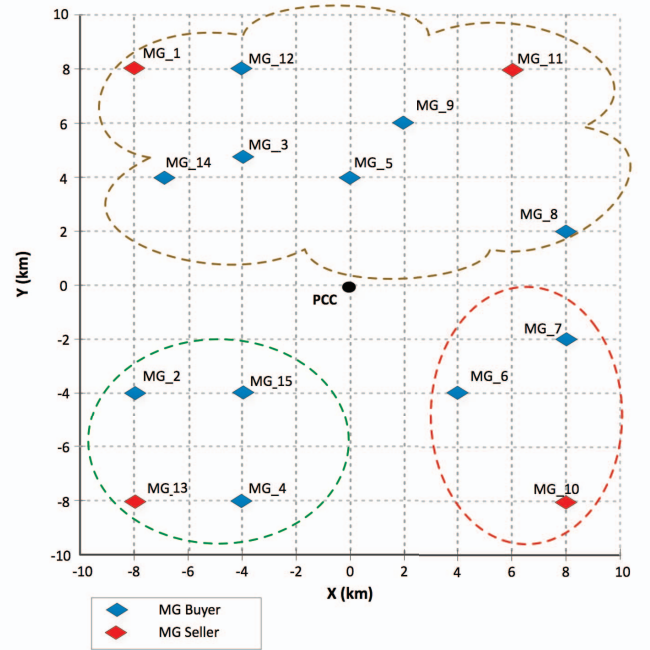 10
MG_1
MG_12
MG_11
8
MG_9
6
MG_3
MG_14
MG_5
4
MG_8
2
Y (km)
0
PCC
MG_7
-2
MG_2
MG_15
MG_6
-4
-6
MG_13
MG_4
MG_10
-8
-10
-10 -8 -6 -4 -2 0 2 4 6 8 10
X (km)
MG Buyer
MG Seller